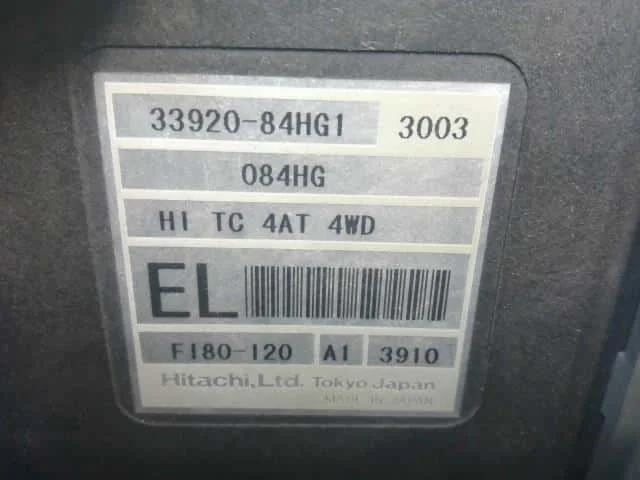 33920-84HG1 3003
084HG
HI TC 4AT 4WD
EL
F180-120 A1 3910
Hitachi,Ltd. Tokyo Japan
MADE IN JAPAN